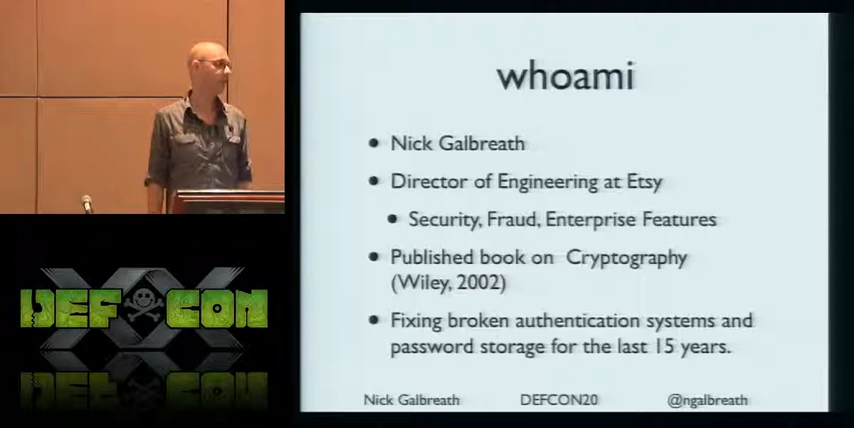 whoami
• Nick Galbreath
• Director of Engineering at Etsy
• Security, Fraud, Enterprise Features
• Published book on Cryptography
(Wiley, 2002)
• Fixing broken authentication systems and
password storage for the last 15 years.
Nick Galbreath DEFCON20 @ngalbreath
XX
DEF CON